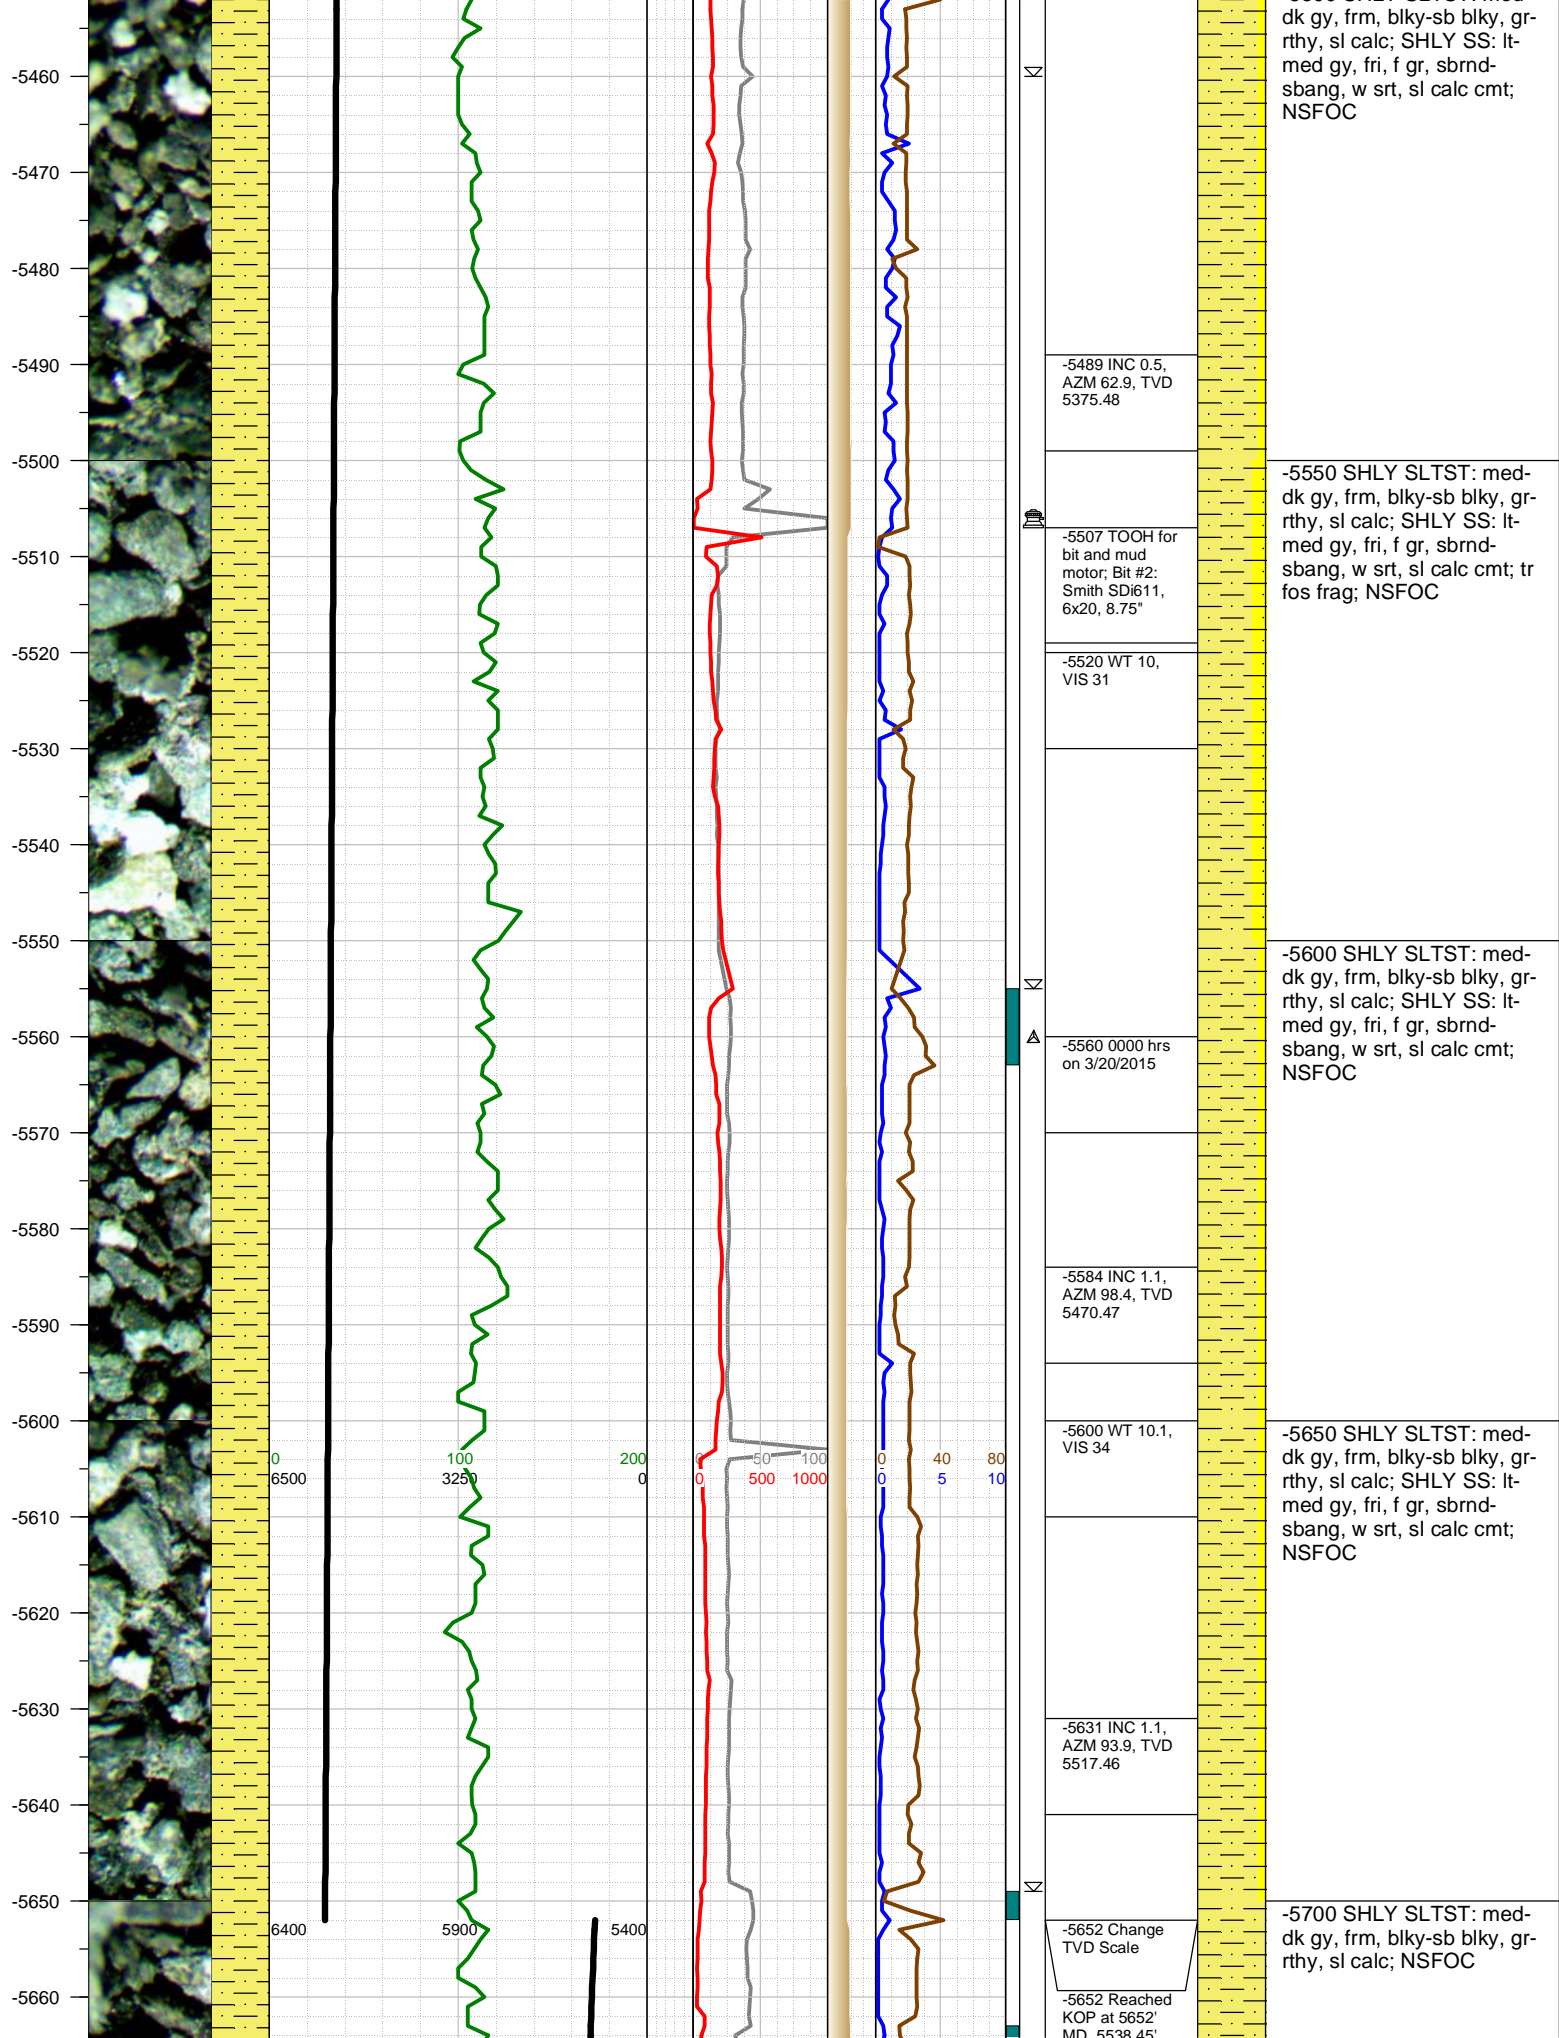 -5460
-5470
-5480
-5490
-5500
-5510
-5520
-5530
-5540
-5550
-5560
-5570
-5580
-5590
-5600
-5610
-5620
-5630
-5640
-5650
-5660
0 100 200
6500 3250 0
6400 5900 5400
0 50 100
0 500 1000
0 40 80
0 5 10
-5489 INC 0.5,
AZM 62.9, TVD
5375.48
-5507 TOOH for
bit and mud
motor; Bit #2:
Smith SDi611,
6x20, 8.75"
-5520 WT 10,
VIS 31
-5560 0000 hrs
on 3/20/2015
-5584 INC 1.1,
AZM 98.4, TVD
5470.47
-5600 WT 10.1,
VIS 34
-5631 INC 1.1,
AZM 93.9, TVD
5517.46
-5652 Change
TVD Scale
-5652 Reached
KOP at 5652'
MD, 5538.45'
dk gy, frm, blky-sb blky, gr-
rthy, sl calc; SHLY SS: lt-
med gy, fri, f gr, sbrnd-
sbang, w srt, sl calc cmt;
NSFOC
-5550 SHLY SLTST: med-
dk gy, frm, blky-sb blky, gr-
rthy, sl calc; SHLY SS: lt-
med gy, fri, f gr, sbrnd-
sbang, w srt, sl calc cmt; tr
fos frag; NSFOC
-5600 SHLY SLTST: med-
dk gy, frm, blky-sb blky, gr-
rthy, sl calc; SHLY SS: lt-
med gy, fri, f gr, sbrnd-
sbang, w srt, sl calc cmt;
NSFOC
-5650 SHLY SLTST: med-
dk gy, frm, blky-sb blky, gr-
rthy, sl calc; SHLY SS: lt-
med gy, fri, f gr, sbrnd-
sbang, w srt, sl calc cmt;
NSFOC
-5700 SHLY SLTST: med-
dk gy, frm, blky-sb blky, gr-
rthy, sl calc; NSFOC